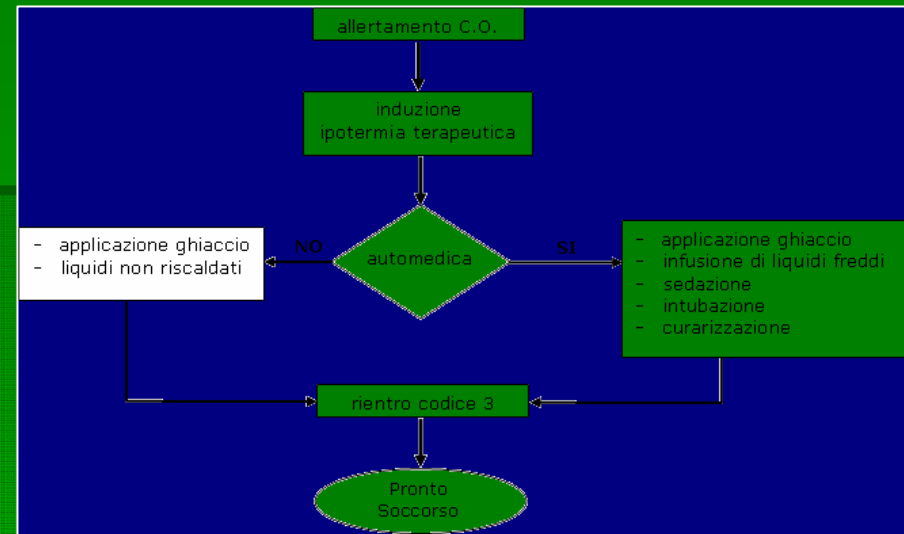 allertamento C.O.
induzione
ipotermia terapeutica
automedica
NO
SI
- applicazione ghiaccio
- liquidi non riscaldati
- applicazione ghiaccio
- infusione di liquidi freddi
- sedazione
- intubazione
- curarizzazione
rientro codice 3
Pronto
Soccorso